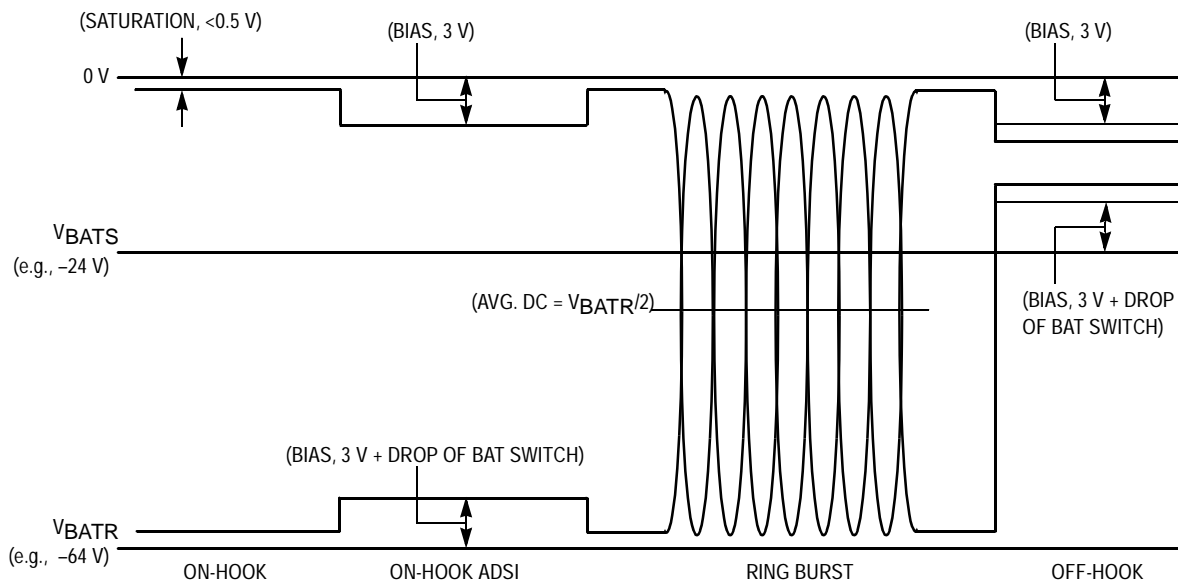 (SATURATION, <0.5 V)
(BIAS, 3 V)
(BIAS, 3 V)
0 V
VBATS
(e.g., –24 V)
(AVG. DC = VBATR/2)
(BIAS, 3 V + DROP
OF BAT SWITCH)
(BIAS, 3 V + DROP OF BAT SWITCH)
VBATR
(e.g., –64 V)
ON-HOOK
ON-HOOK ADSI
RING BURST
OFF-HOOK